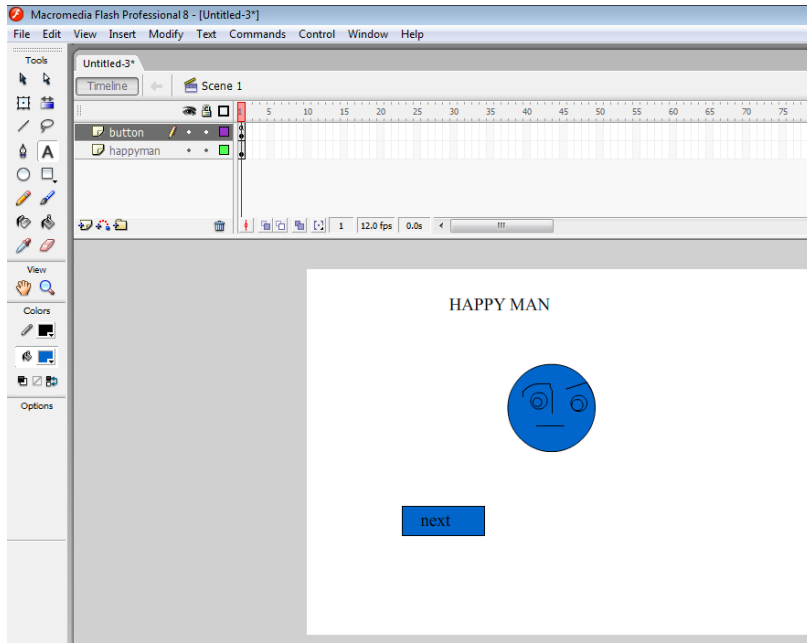 Macromedia Flash Professional 8 - [Untitled-3*]
File Edit View Insert Modify Text Commands Control Window Help
Tools
Untitled-3*
Timeline
Scene 1
1 5 10 15 20 25 30 35 40 45 50 55 60 65 70 75
button
happyman
1 12.0 fps 0.0s
View
Colors
Options
HAPPY MAN
next